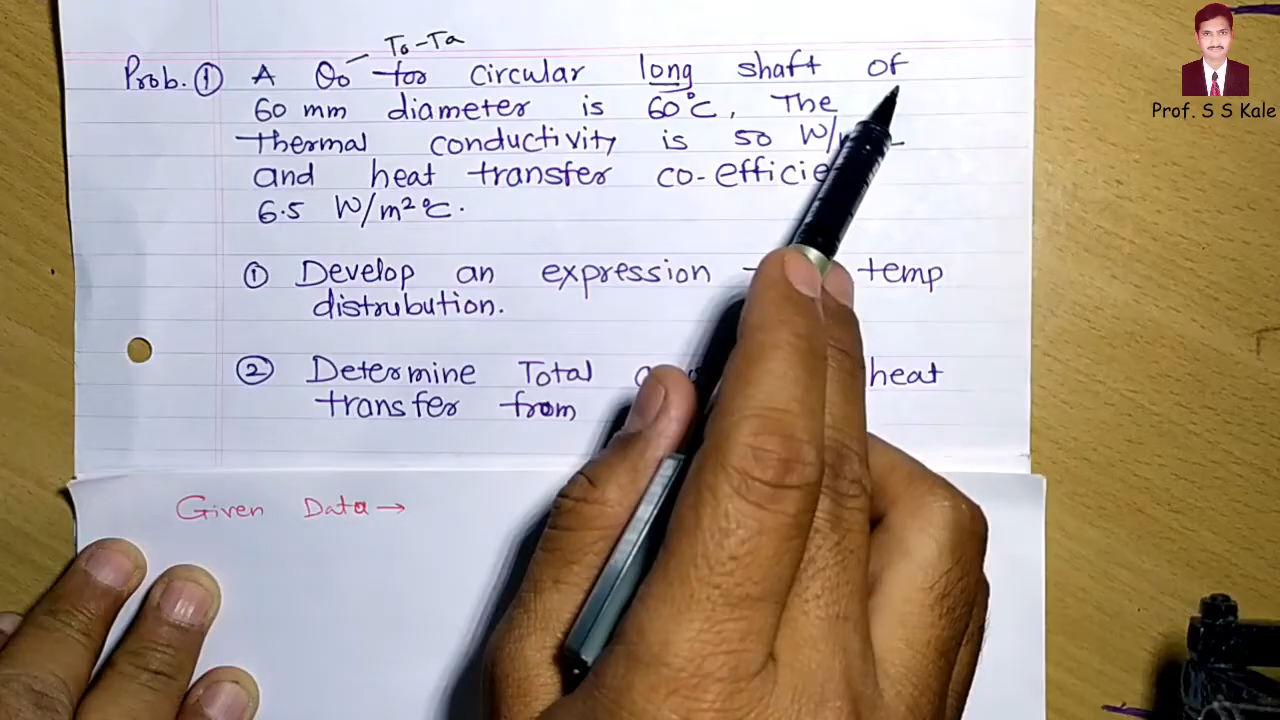 To-Ta
Prob. ① A θo for circular long shaft of
60 mm diameter is 60°C, The
thermal conductivity is 50
and heat transfer
6.5 W/m²°C.
① Develop an expression temp
distrubution.
② Determine Total heat
transfer from
Given Data →
Prof. S S Kale